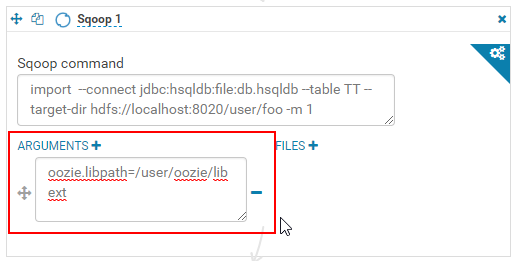 Sqoop 1
Sqoop command
import --connect jdbc:hsqldb:file:db.hsqldb --table TT --
target-dir hdfs://localhost:8020/user/foo -m 1
ARGUMENTS +
FILES +
oozie.libpath=/user/oozie/lib
ext